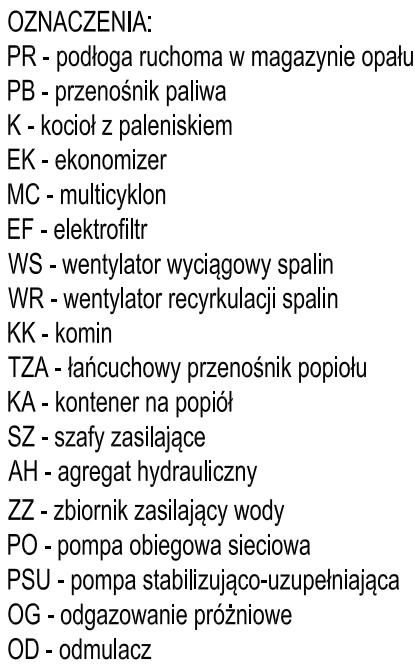 OZNACZENIA:
PR - podłoga ruchoma w magazynie opału
PB - przenośnik paliwa
K - kocioł z paleniskiem
EK - ekonomizer
MC - multicyklon
EF - elektrofiltr
WS - wentylator wyciągowy spalin
WR - wentylator recyrkulacji spalin
KK - komin
TZA - łańcuchowy przenośnik popiołu
KA - kontener na popiół
SZ - szafy zasilające
AH - agregat hydrauliczny
ZZ - zbiornik zasilający wody
PO - pompa obiegowa sieciowa
PSU - pompa stabilizująco-uzupełniająca
OG - odgazowanie próżniowe
OD - odmulacz